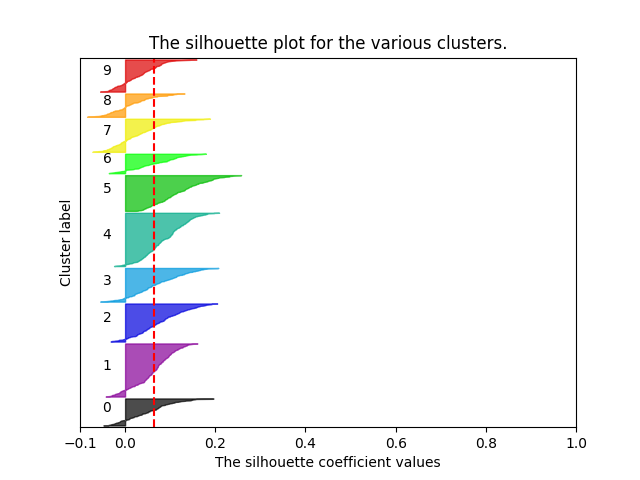 The silhouette plot for the various clusters.
9
8
7
6
5
4
3
2
1
0
Cluster label
−0.1 0.0 0.2 0.4 0.6 0.8 1.0
The silhouette coefficient values